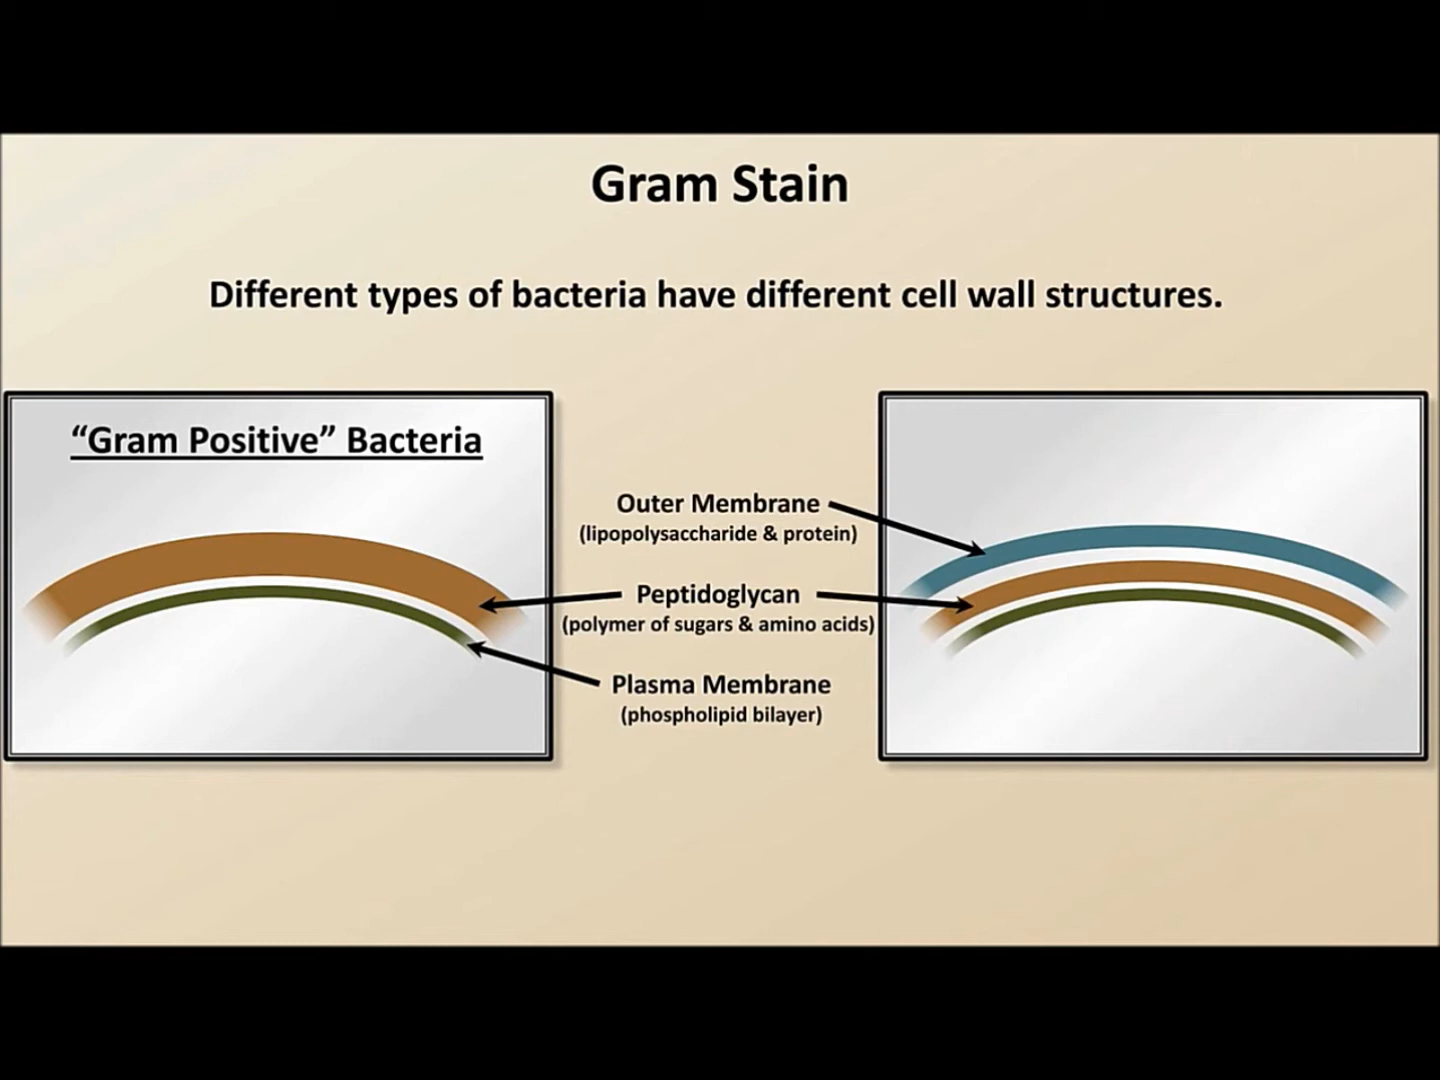 Gram Stain
Different types of bacteria have different cell wall structures.
“Gram Positive” Bacteria
Outer Membrane
(lipopolysaccharide & protein)
Peptidoglycan
(polymer of sugars & amino acids)
Plasma Membrane
(phospholipid bilayer)